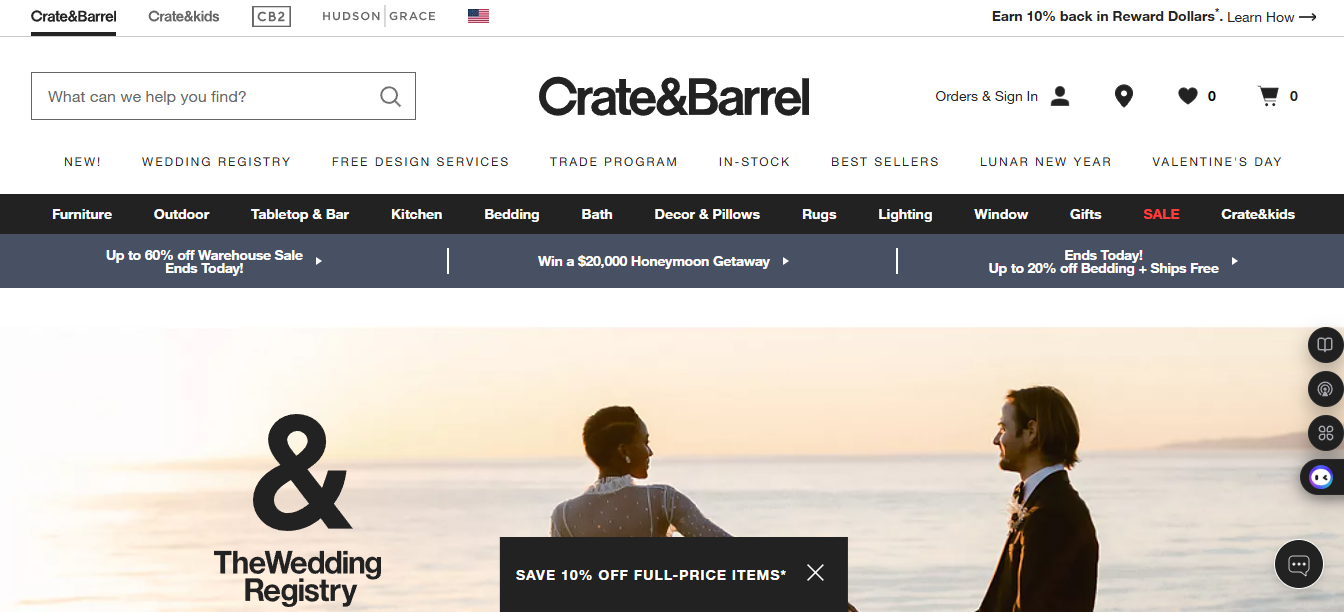 Crate&Barrel Crate&kids CB2 HUDSON GRACE Earn 10% back in Reward Dollars*. Learn How
What can we help you find? Crate&Barrel Orders & Sign In 0 0
NEW! WEDDING REGISTRY FREE DESIGN SERVICES TRADE PROGRAM IN-STOCK BEST SELLERS LUNAR NEW YEAR VALENTINE'S DAY
Furniture Outdoor Tabletop & Bar Kitchen Bedding Bath Decor & Pillows Rugs Lighting Window Gifts SALE Crate&kids
Up to 60% off Warehouse Sale
Ends Today!
Win a $20,000 Honeymoon Getaway
Ends Today!
Up to 20% off Bedding + Ships Free
&
TheWedding
Registry
SAVE 10% OFF FULL-PRICE ITEMS*